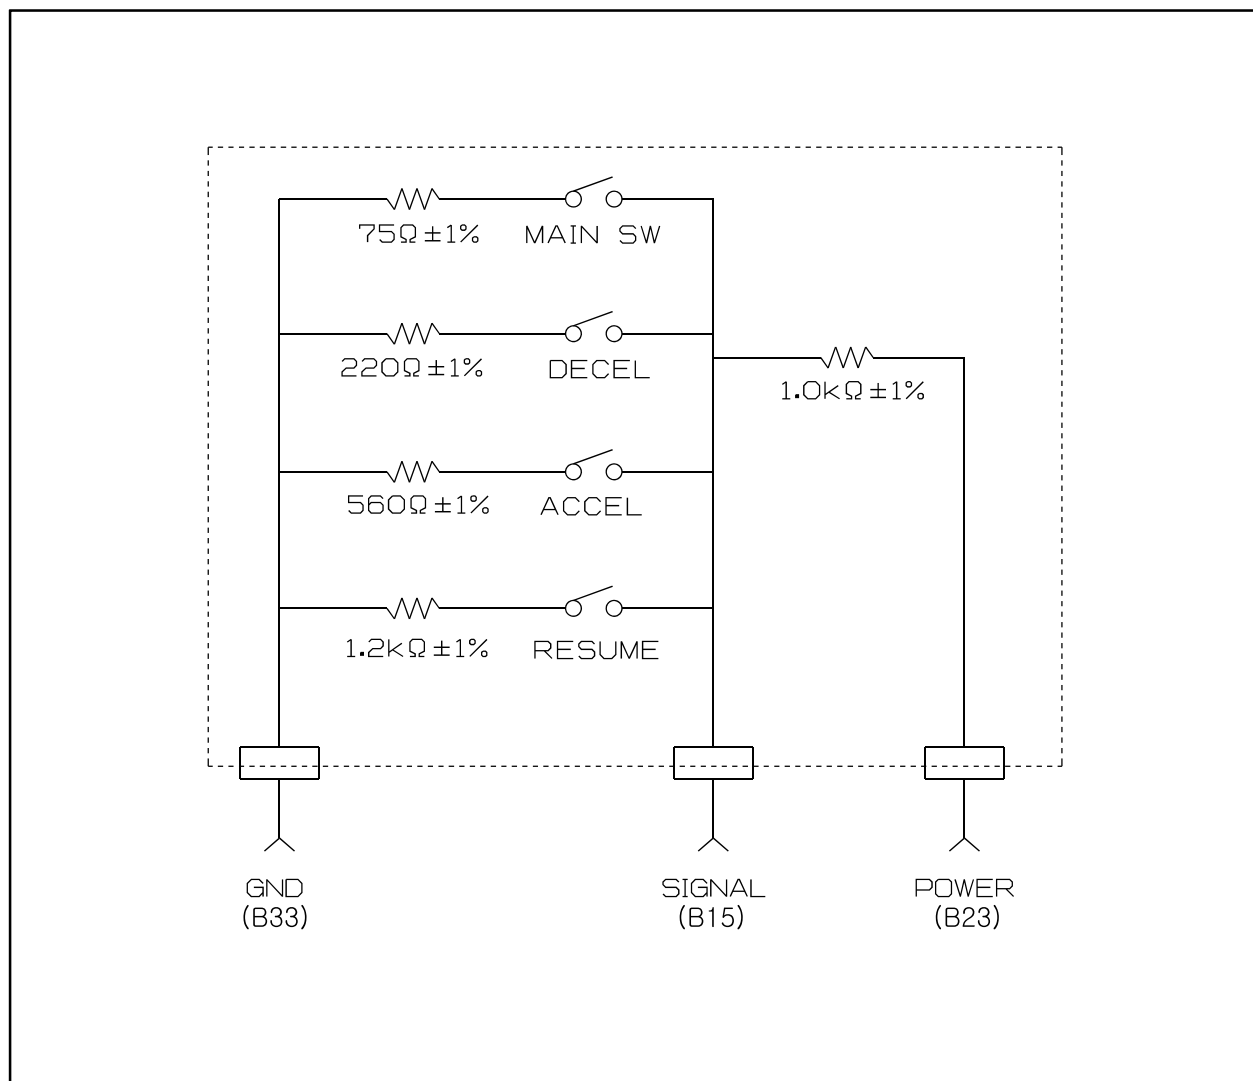 75Ω±1% MAIN SW
220Ω±1% DECEL
1.0kΩ±1%
560Ω±1% ACCEL
1.2kΩ±1% RESUME
GND SIGNAL POWER
(B33) (B15) (B23)